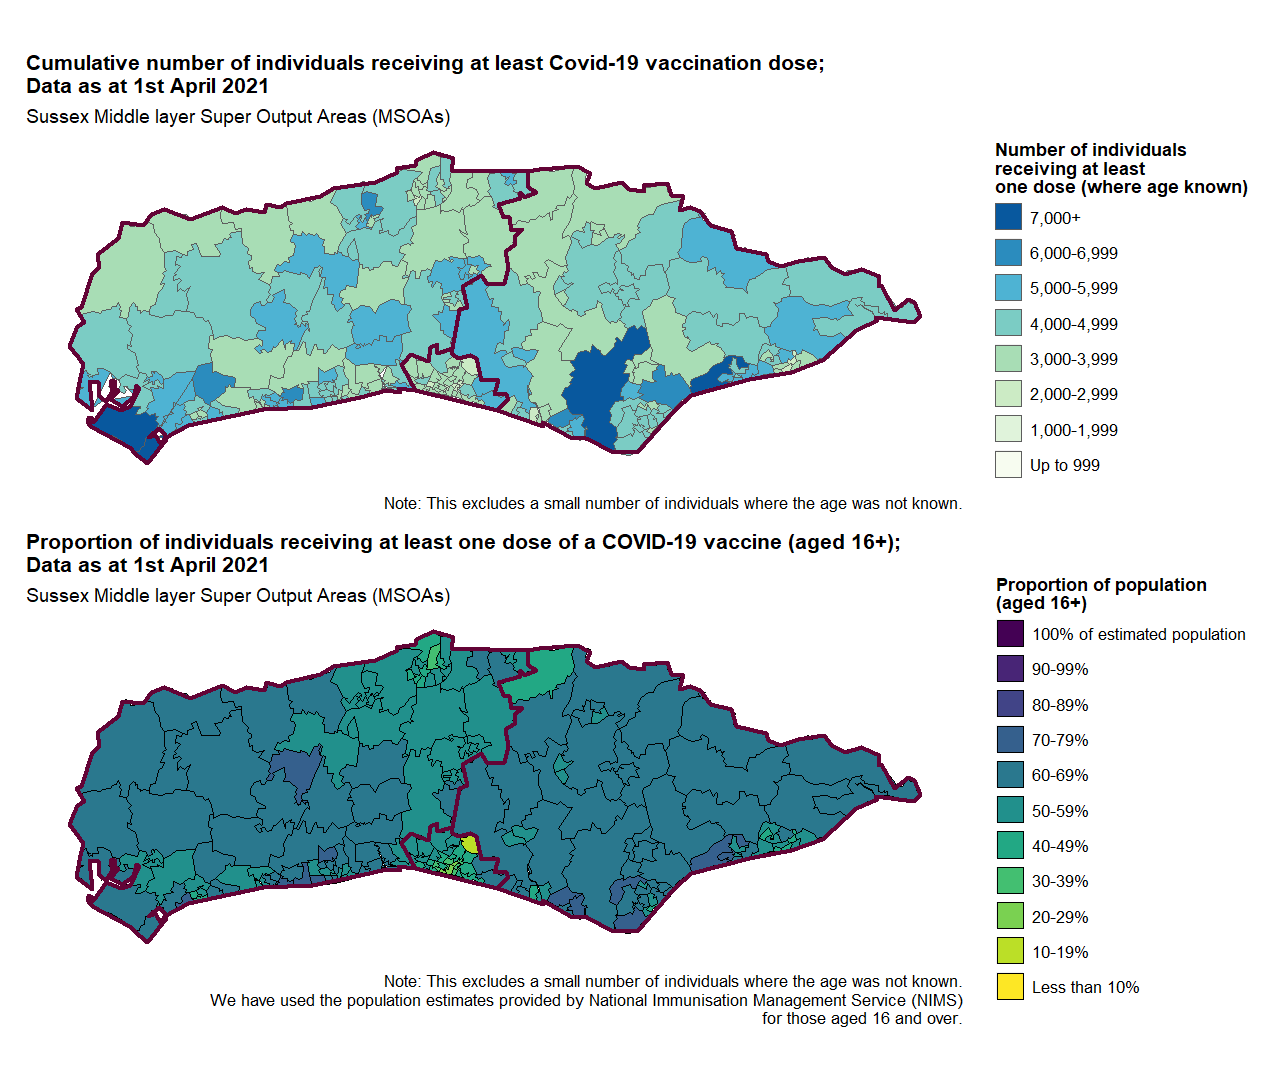 Cumulative number of individuals receiving at least Covid-19 vaccination dose;
Data as at 1st April 2021
Sussex Middle layer Super Output Areas (MSOAs)
Number of individuals
receiving at least
one dose (where age known)
7,000+
6,000-6,999
5,000-5,999
4,000-4,999
3,000-3,999
2,000-2,999
1,000-1,999
Up to 999
Note: This excludes a small number of individuals where the age was not known.
Proportion of individuals receiving at least one dose of a COVID-19 vaccine (aged 16+);
Data as at 1st April 2021
Sussex Middle layer Super Output Areas (MSOAs)
Proportion of population
(aged 16+)
100% of estimated population
90-99%
80-89%
70-79%
60-69%
50-59%
40-49%
30-39%
20-29%
10-19%
Less than 10%
Note: This excludes a small number of individuals where the age was not known.
We have used the population estimates provided by National Immunisation Management Service (NIMS)
for those aged 16 and over.